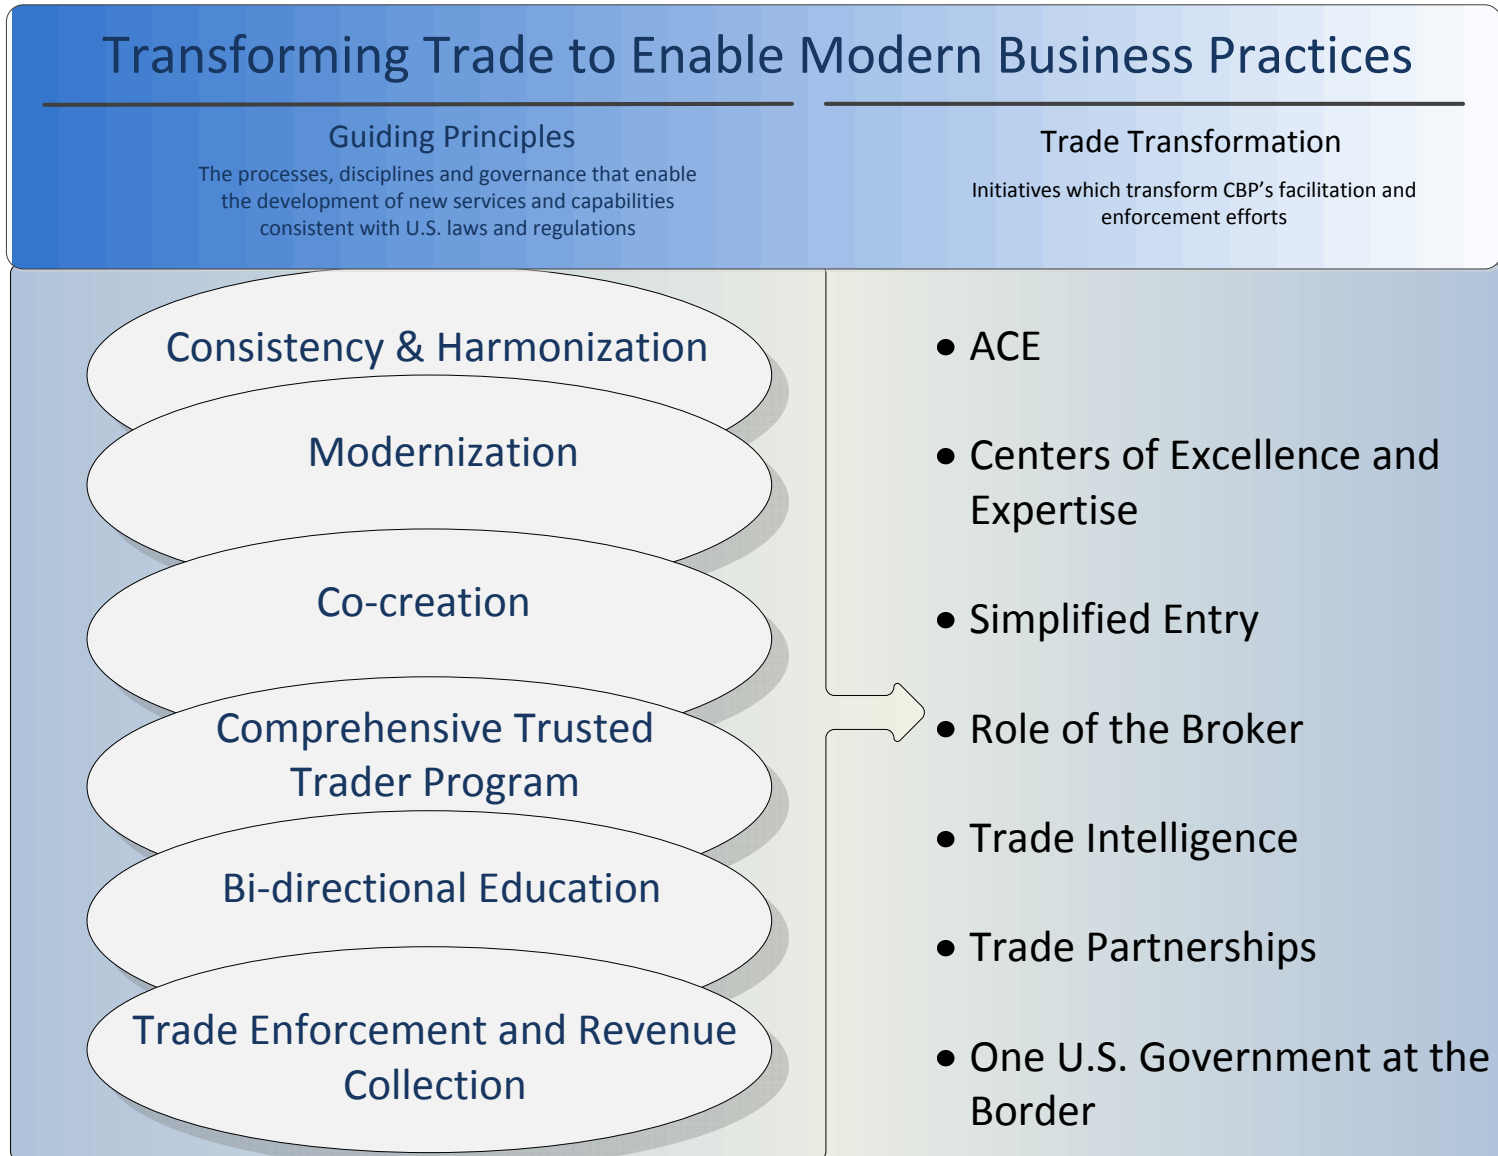 Transforming Trade to Enable Modern Business Practices
Guiding Principles
The processes, disciplines and governance that enable
the development of new services and capabilities
consistent with U.S. laws and regulations
Trade Transformation
Initiatives which transform CBP's facilitation and
enforcement efforts
Consistency & Harmonization
Modernization
Co-creation
Comprehensive Trusted
Trader Program
Bi-directional Education
Trade Enforcement and Revenue
Collection
• ACE
• Centers of Excellence and
Expertise
• Simplified Entry
• Role of the Broker
• Trade Intelligence
• Trade Partnerships
• One U.S. Government at the
Border